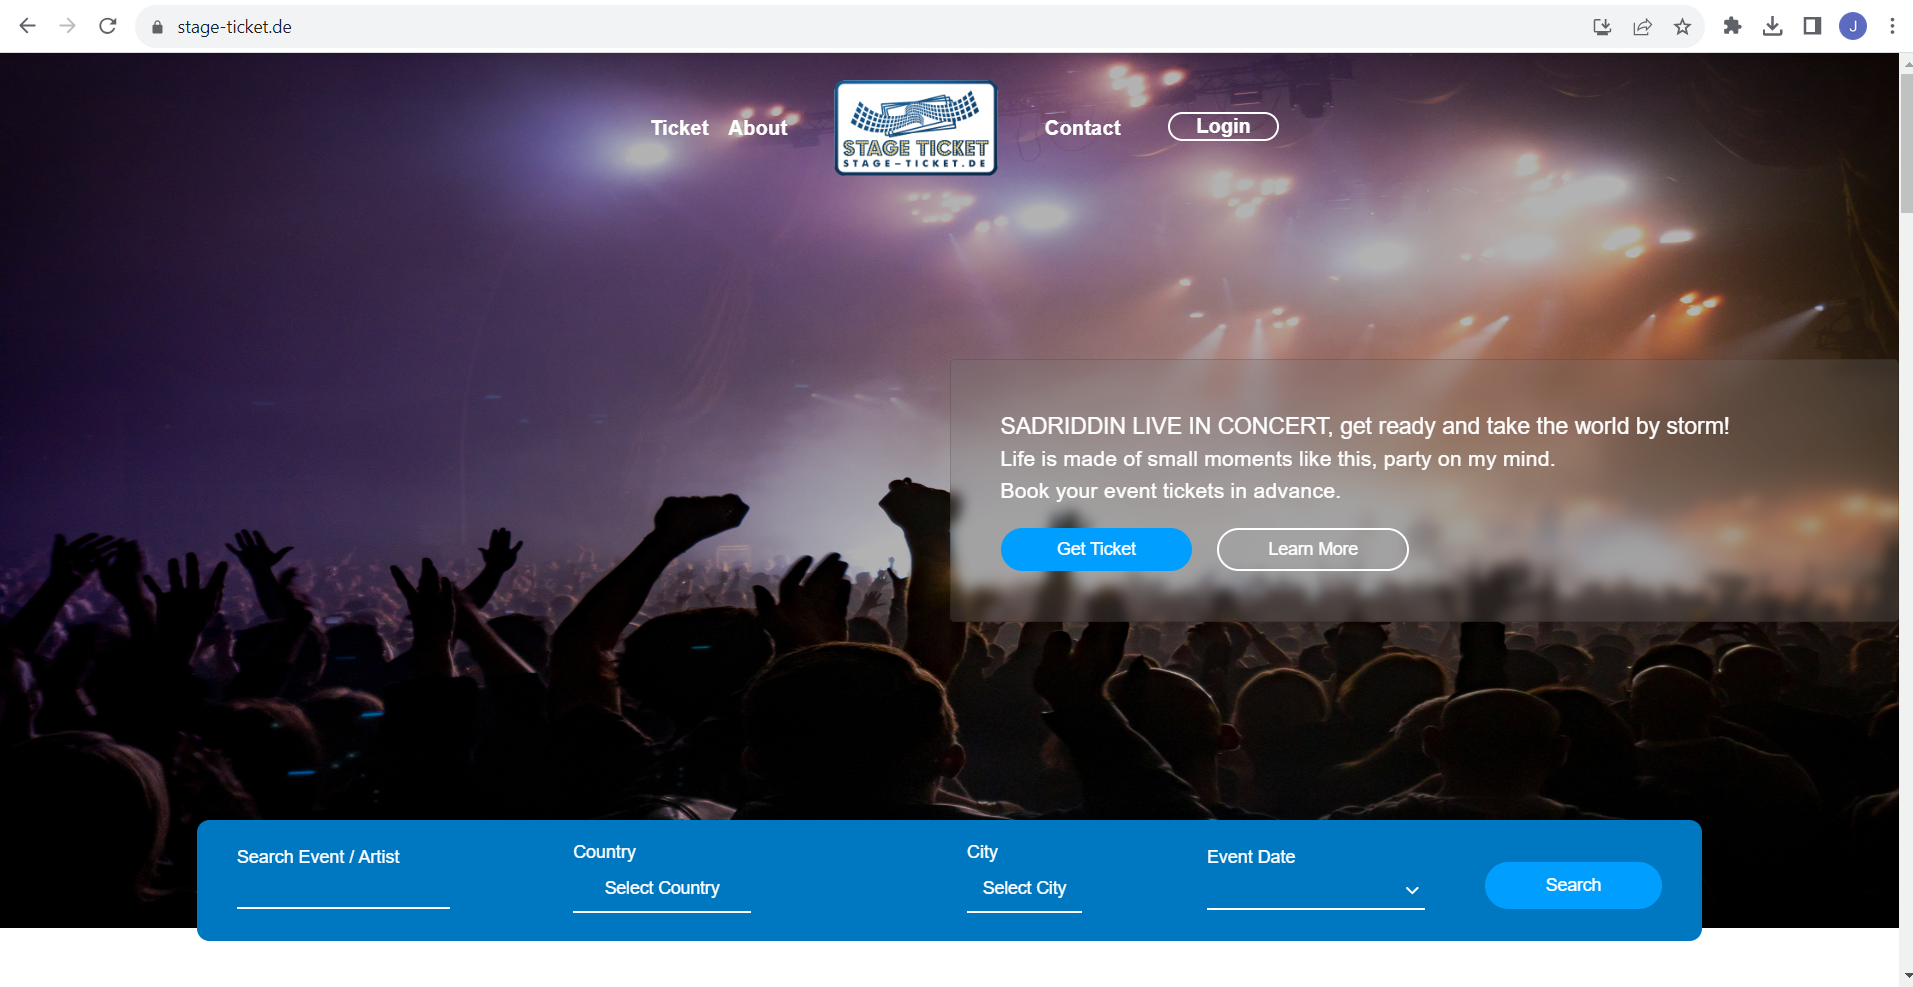 stage-ticket.de
J
Ticket About
STAGE TICKET
STAGE-TICKET.DE
Contact
Login
SADRIDDIN LIVE IN CONCERT, get ready and take the world by storm!
Life is made of small moments like this, party on my mind.
Book your event tickets in advance.
Get Ticket
Learn More
Search Event / Artist
Country
Select Country
City
Select City
Event Date
Search